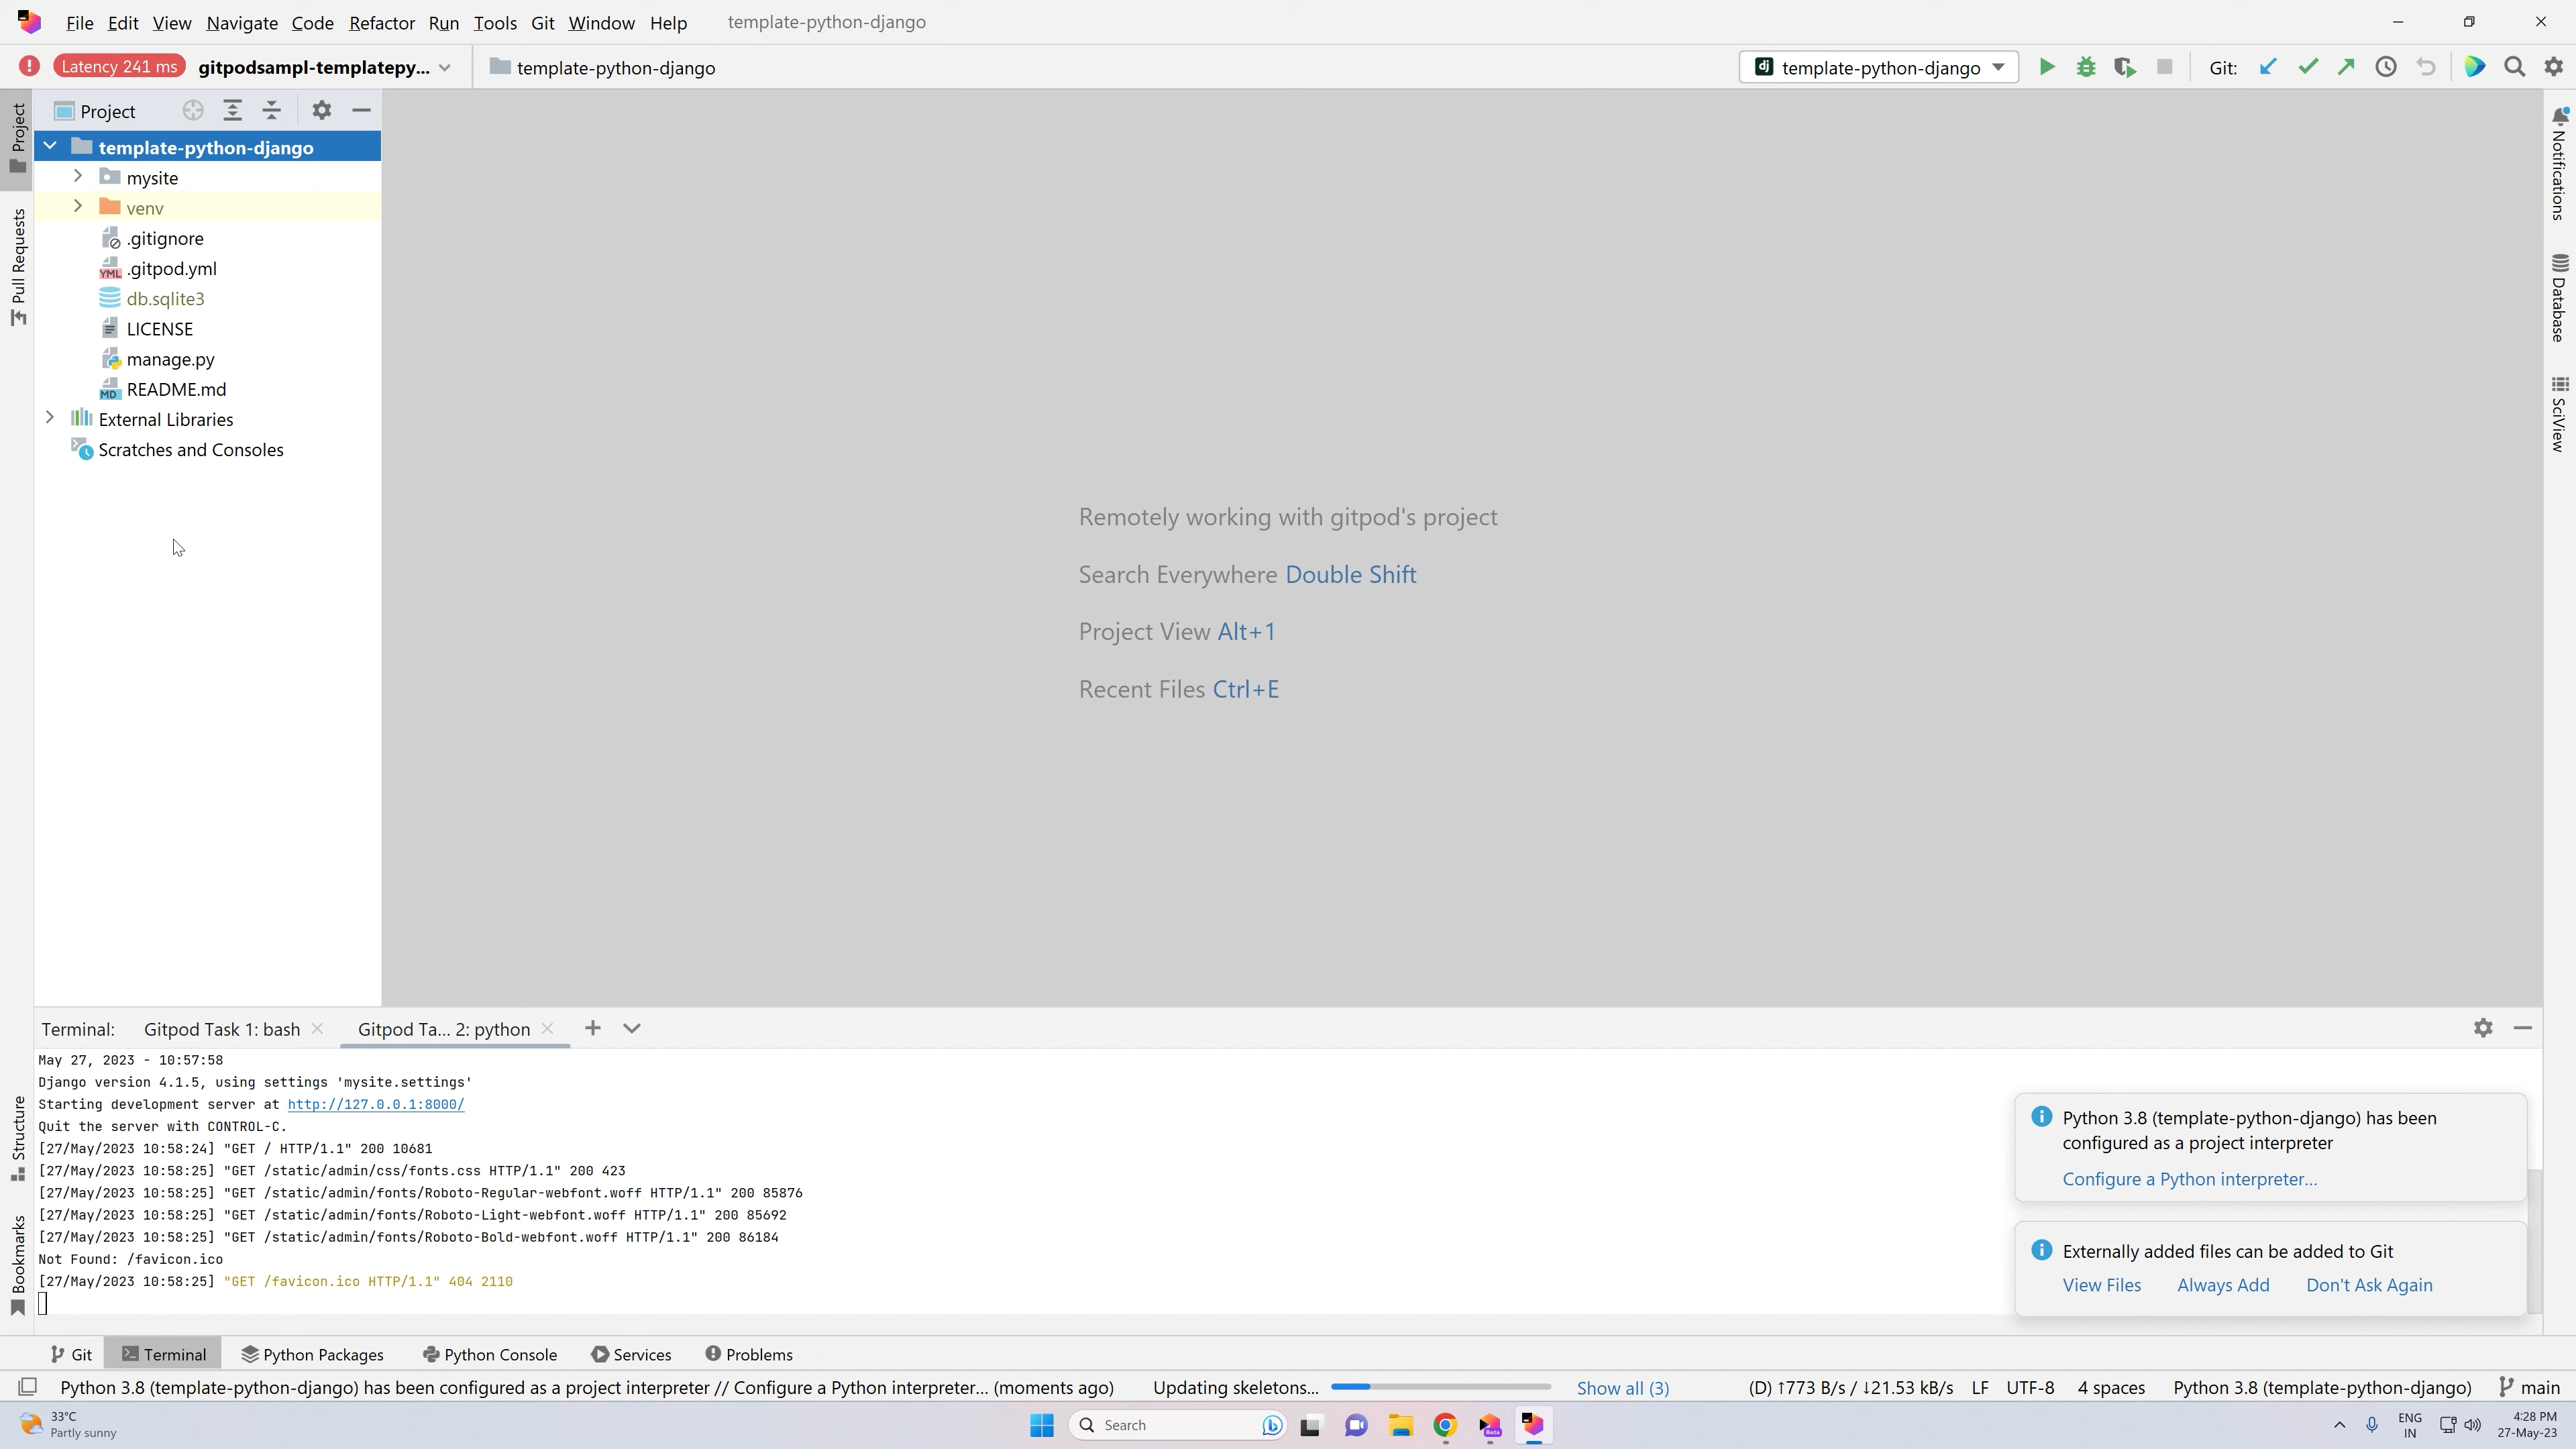 File Edit View Navigate Code Refactor Run Tools Git Window Help template-python-django
Latency 241 ms gitpodsampl-templatepy... template-python-django template-python-django Git:
Project
template-python-django
mysite
venv
.gitignore
.gitpod.yml
db.sqlite3
LICENSE
manage.py
README.md
External Libraries
Scratches and Consoles
Project
Pull Requests
Structure
Bookmarks
Notifications
Database
SciView
Remotely working with gitpod's project
Search Everywhere Double Shift
Project View Alt+1
Recent Files Ctrl+E
Terminal: Gitpod Task 1: bash Gitpod Ta... 2: python
May 27, 2023 - 10:57:58
Django version 4.1.5, using settings 'mysite.settings'
Starting development server at http://127.0.0.1:8000/
Quit the server with CONTROL-C.
[27/May/2023 10:58:24] "GET / HTTP/1.1" 200 10681
[27/May/2023 10:58:25] "GET /static/admin/css/fonts.css HTTP/1.1" 200 423
[27/May/2023 10:58:25] "GET /static/admin/fonts/Roboto-Regular-webfont.woff HTTP/1.1" 200 85876
[27/May/2023 10:58:25] "GET /static/admin/fonts/Roboto-Light-webfont.woff HTTP/1.1" 200 85692
[27/May/2023 10:58:25] "GET /static/admin/fonts/Roboto-Bold-webfont.woff HTTP/1.1" 200 86184
Not Found: /favicon.ico
[27/May/2023 10:58:25] "GET /favicon.ico HTTP/1.1" 404 2110
Python 3.8 (template-python-django) has been
configured as a project interpreter
Configure a Python interpreter...
Externally added files can be added to Git
View Files Always Add Don't Ask Again
Git Terminal Python Packages Python Console Services Problems
Python 3.8 (template-python-django) has been configured as a project interpreter // Configure a Python interpreter... (moments ago) Updating skeletons... Show all (3) (D) ↑773 B/s / ↓21.53 kB/s LF UTF-8 4 spaces Python 3.8 (template-python-django) main
33°C
Partly sunny
Search
ENG
IN
4:28 PM
27-May-23